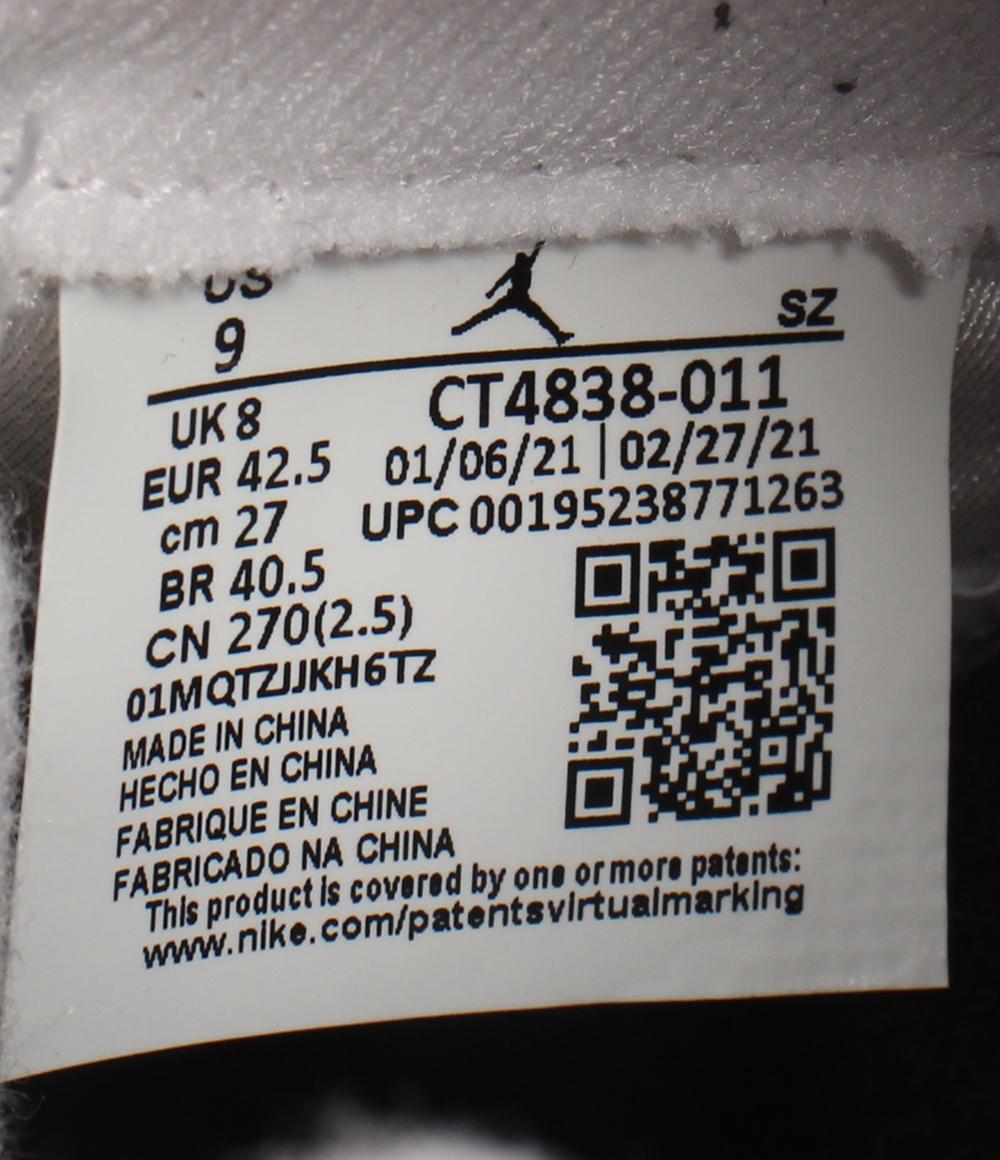 US SZ
9
UK 8 CT4838-011
EUR 42.5 01/06/21 | 02/27/21
cm 27 UPC 00195238771263
BR 40.5
CN 270(2.5)
01MQTZJJKH6TZ
MADE IN CHINA
HECHO EN CHINA
FABRIQUE EN CHINE
FABRICADO NA CHINA
This product is covered by one or more patents:
www.nike.com/patentsvirtualmarking